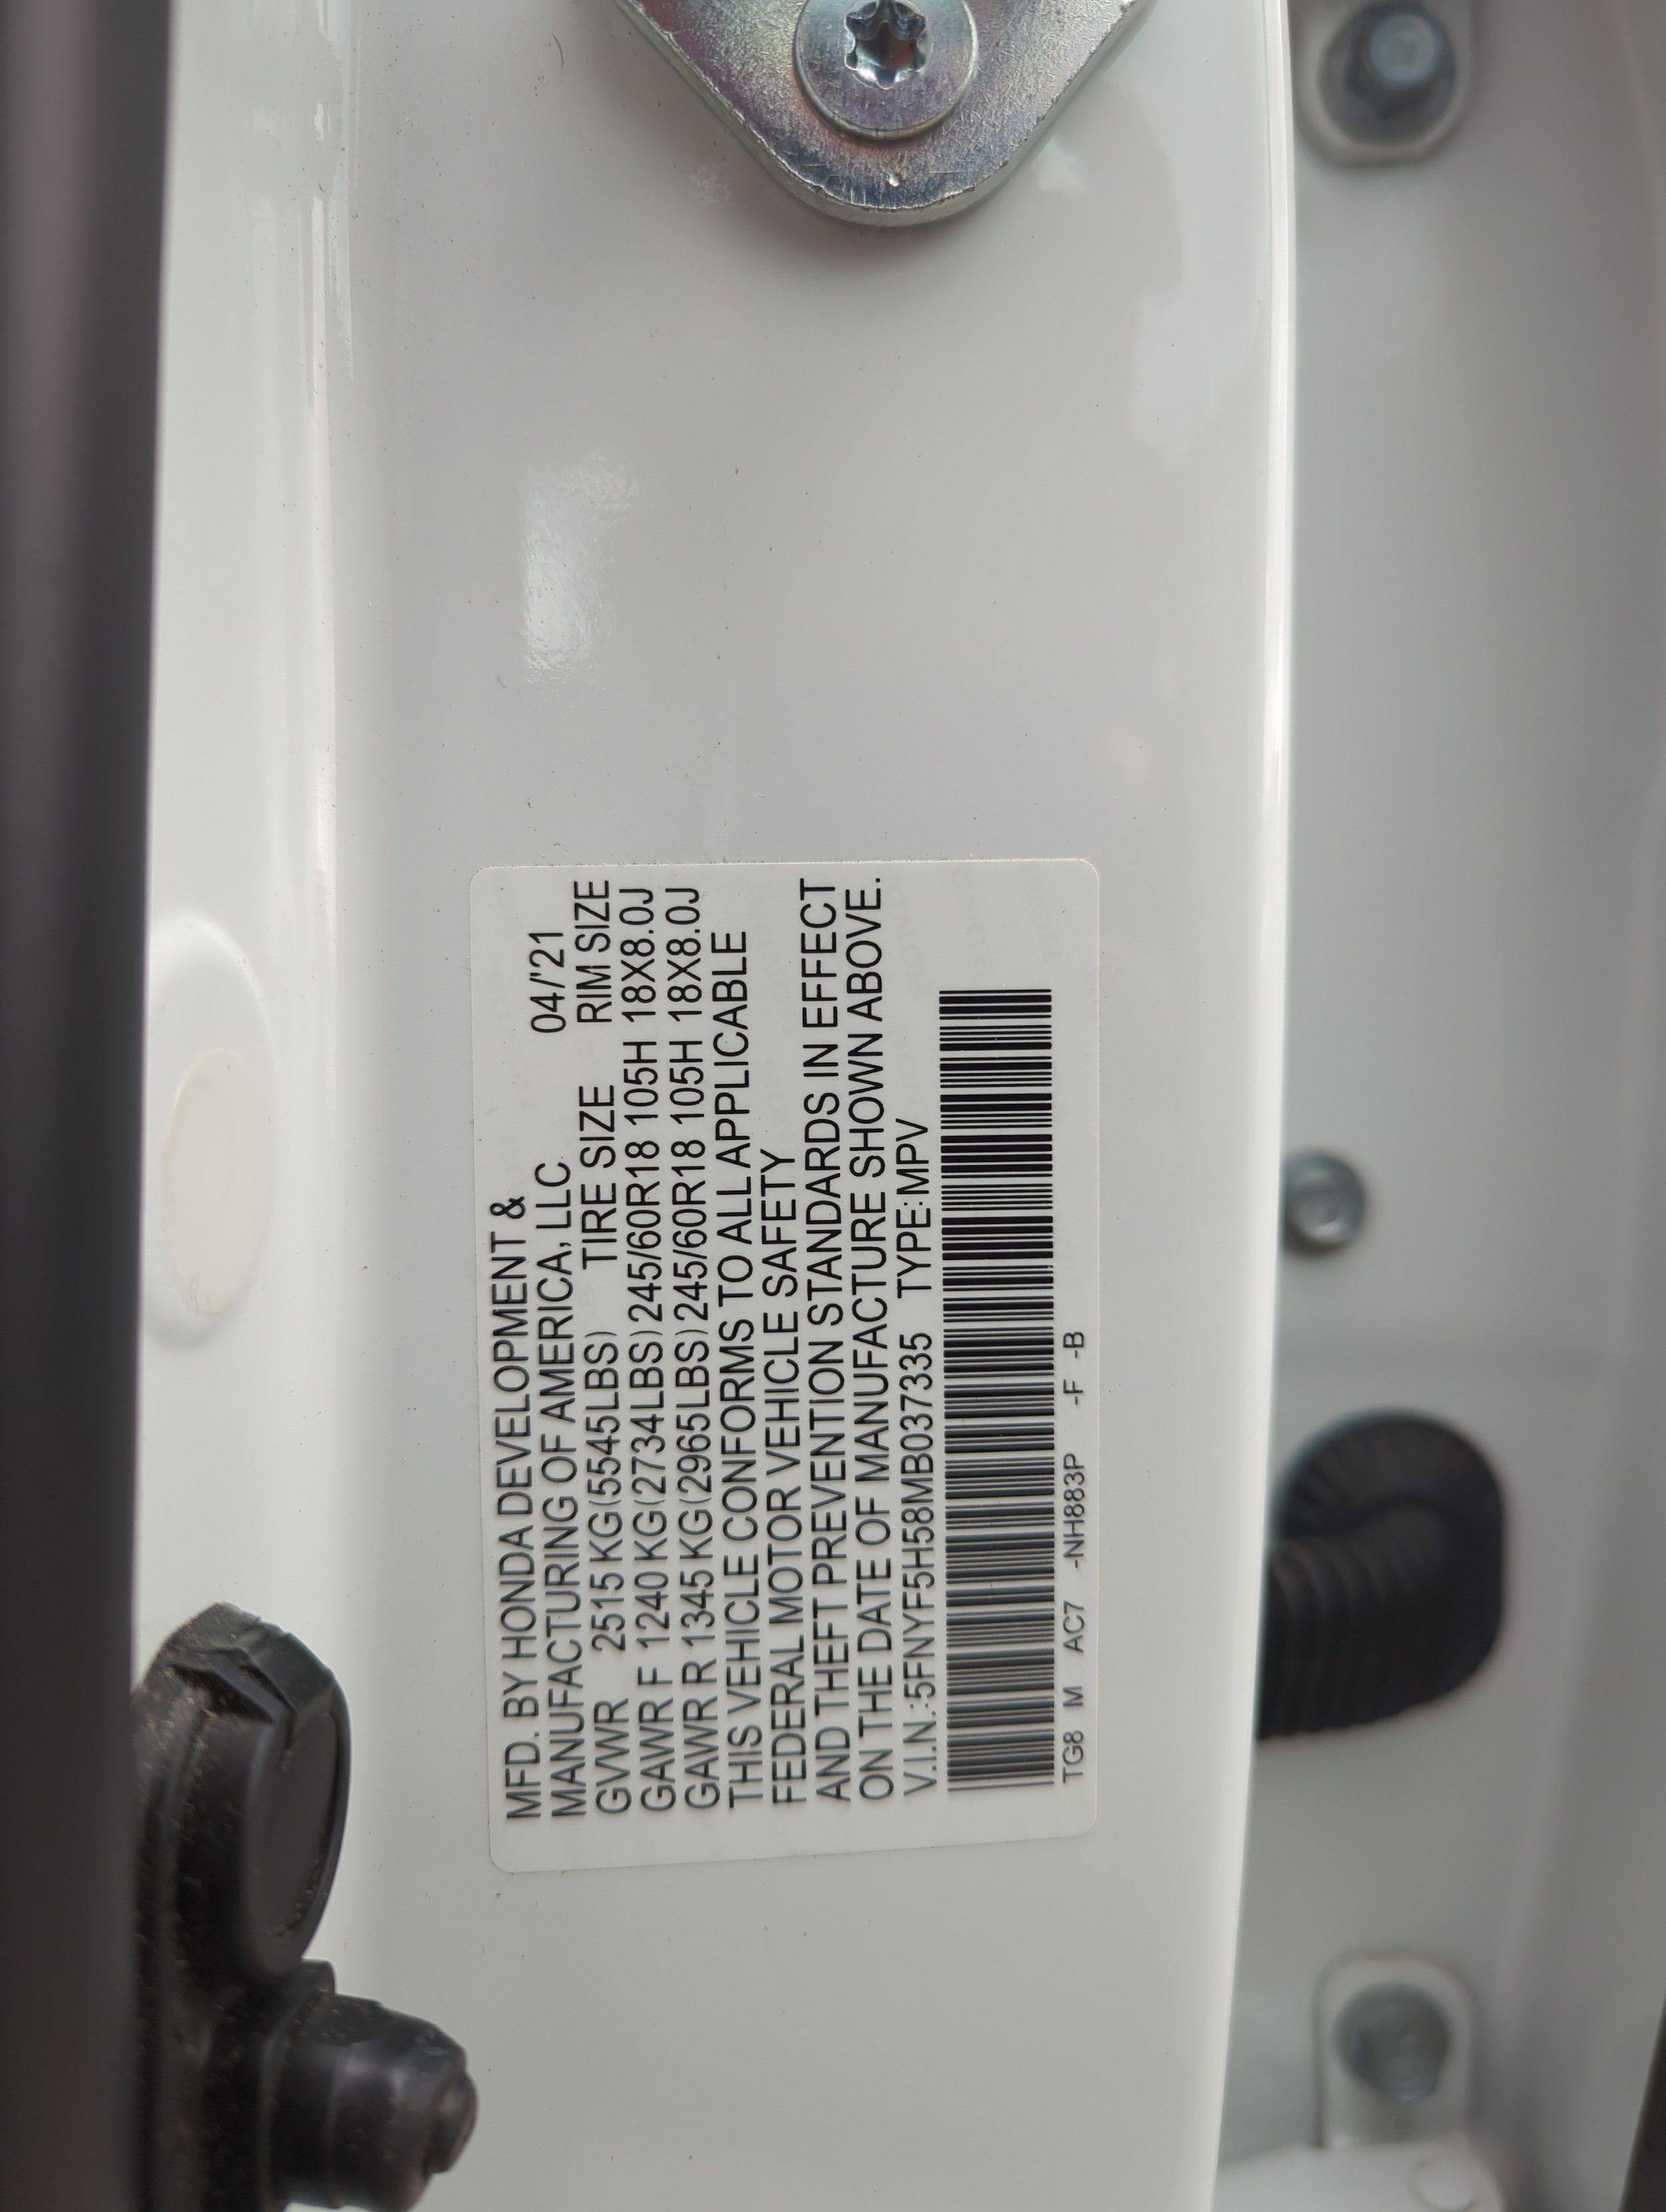 MFD. BY HONDA DEVELOPMENT &
MANUFACTURING OF AMERICA, LLC 04/'21
GVWR 2515 KG(5545LBS) TIRE SIZE RIM SIZE
GAWR F 1240 KG(2734LBS) 245/60R18 105H 18X8.0J
GAWR R 1345 KG(2965LBS) 245/60R18 105H 18X8.0J
THIS VEHICLE CONFORMS TO ALL APPLICABLE
FEDERAL MOTOR VEHICLE SAFETY
AND THEFT PREVENTION STANDARDS IN EFFECT
ON THE DATE OF MANUFACTURE SHOWN ABOVE.
V.I.N.:5FNYF5H58MB037335 TYPE:MPV
TG8 M AC7 -NH883P -F -B